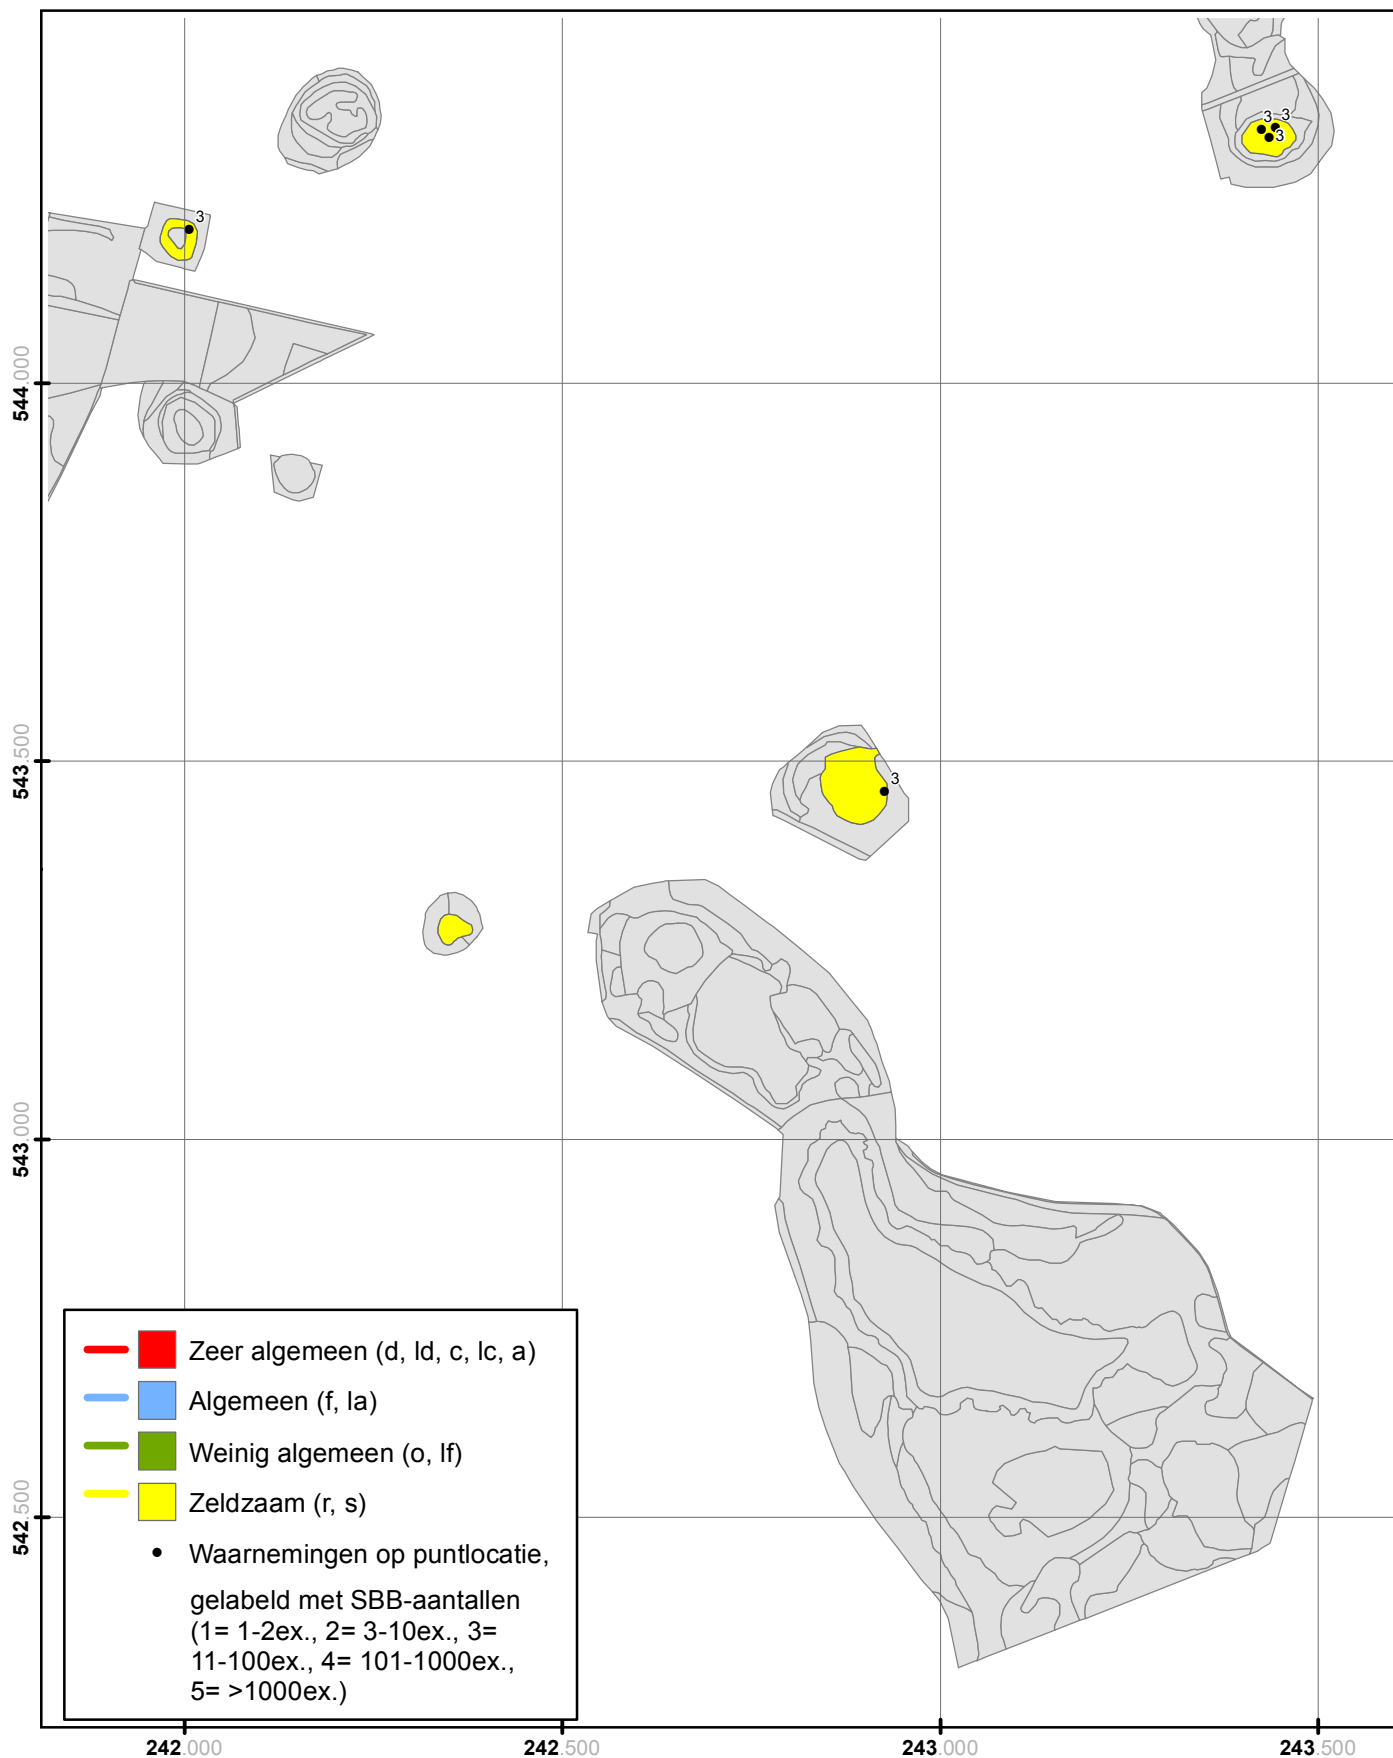 3
3
3
3
3
544.000
543.500
543.000
542.500
Zeer algemeen (d, ld, c, lc, a)
Algemeen (f, la)
Weinig algemeen (o, lf)
Zeldzaam (r, s)
Waarnemingen op puntlocatie,
gelabeld met SBB-aantallen
(1= 1-2ex., 2= 3-10ex., 3=
11-100ex., 4= 101-1000ex.,
5= >1000ex.)
242.000
242.500
243.000
243.500